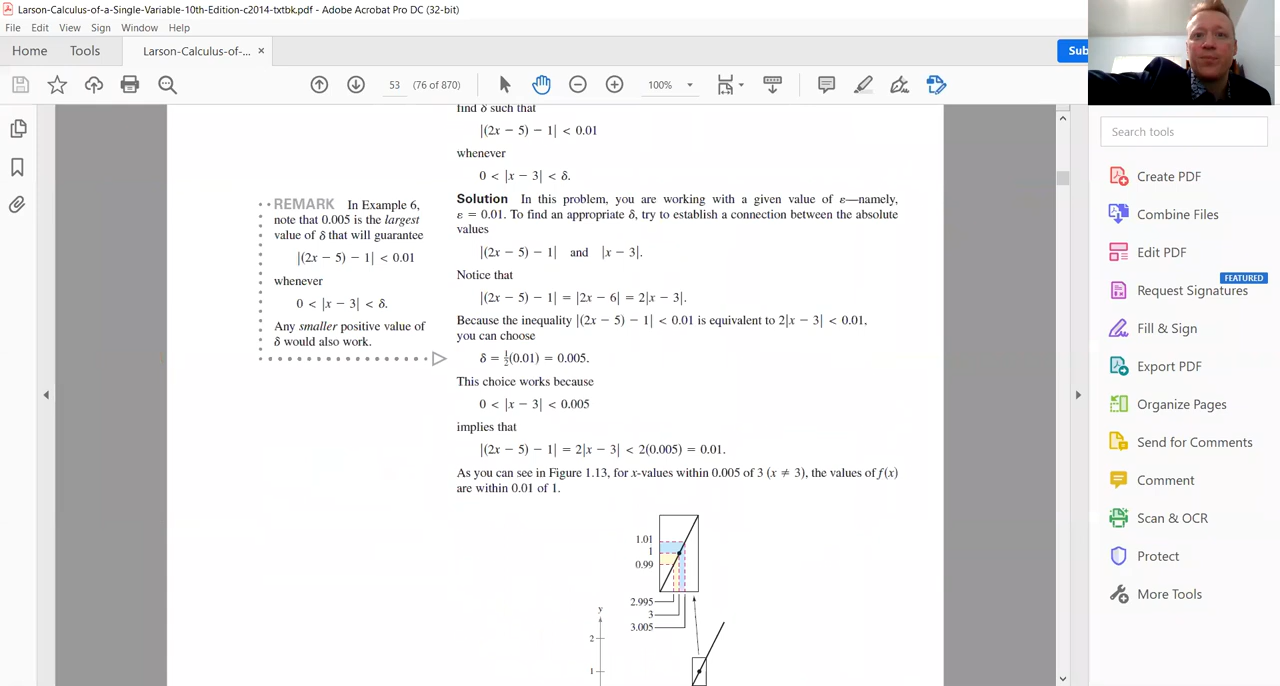 Larson-Calculus-of-a-Single-Variable-10th-Edition-c2014-txtbk.pdf - Adobe Acrobat Pro DC (32-bit)
File Edit View Sign Window Help
Home Tools Larson-Calculus-of-... × Sub
53 (76 of 870) 100%
find δ such that
|(2x − 5) − 1| < 0.01
whenever
0 < |x − 3| < δ.
REMARK In Example 6,
note that 0.005 is the largest
value of δ that will guarantee
|(2x − 5) − 1| < 0.01
whenever
0 < |x − 3| < δ.
Any smaller positive value of
δ would also work.
Solution In this problem, you are working with a given value of ε—namely,
ε = 0.01. To find an appropriate δ, try to establish a connection between the absolute
values
|(2x − 5) − 1| and |x − 3|.
Notice that
|(2x − 5) − 1| = |2x − 6| = 2|x − 3|.
Because the inequality |(2x − 5) − 1| < 0.01 is equivalent to 2|x − 3| < 0.01,
you can choose
δ = ½(0.01) = 0.005.
This choice works because
0 < |x − 3| < 0.005
implies that
|(2x − 5) − 1| = 2|x − 3| < 2(0.005) = 0.01.
As you can see in Figure 1.13, for x-values within 0.005 of 3 (x ≠ 3), the values of f(x)
are within 0.01 of 1.
1.01
1
0.99
2.995
3
3.005
y
2
1
Search tools
Create PDF
Combine Files
Edit PDF
FEATURED
Request Signatures
Fill & Sign
Export PDF
Organize Pages
Send for Comments
Comment
Scan & OCR
Protect
More Tools